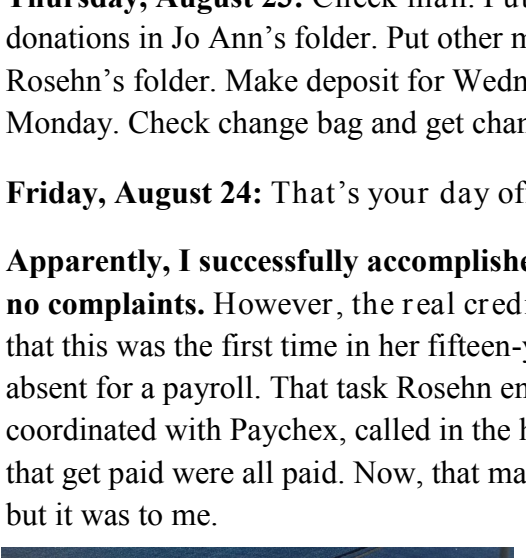 Thursday, August 23: Check mail. Put
donations in Jo Ann’s folder. Put other m
Rosehn’s folder. Make deposit for Wedn
Monday. Check change bag and get chan
Friday, August 24: That’s your day of
Apparently, I successfully accomplishe
no complaints. However, the real credi
that this was the first time in her fifteen-y
absent for a payroll. That task Rosehn en
coordinated with Paychex, called in the h
that get paid were all paid. Now, that ma
but it was to me.